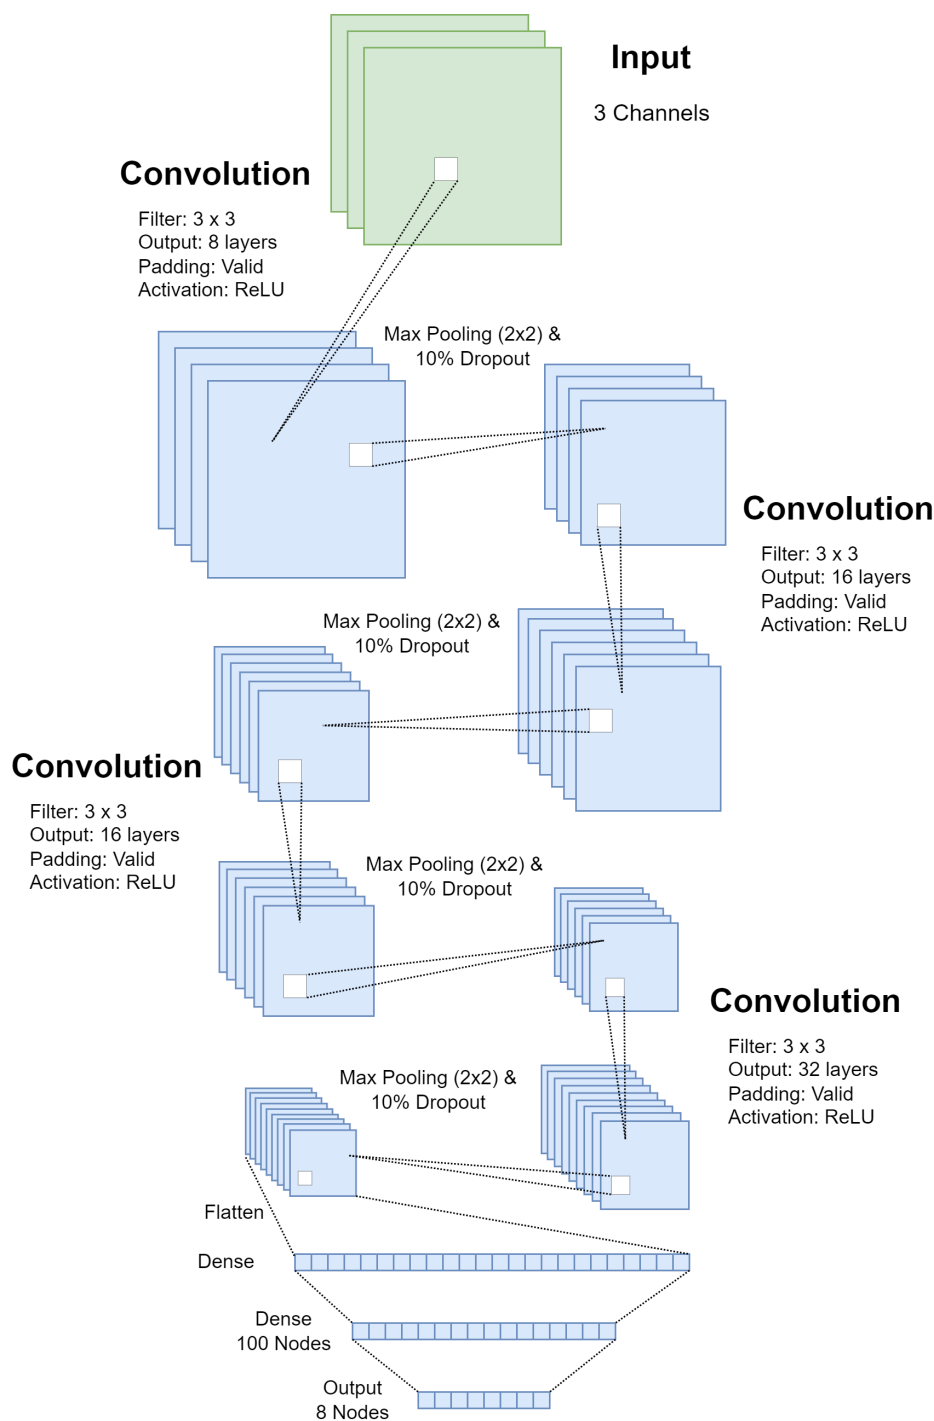 Input
3 Channels
Convolution
Filter: 3 x 3
Output: 8 layers
Padding: Valid
Activation: ReLU
Max Pooling (2x2) &
10% Dropout
Convolution
Filter: 3 x 3
Output: 16 layers
Padding: Valid
Activation: ReLU
Max Pooling (2x2) &
10% Dropout
Convolution
Filter: 3 x 3
Output: 16 layers
Padding: Valid
Activation: ReLU
Max Pooling (2x2) &
10% Dropout
Convolution
Filter: 3 x 3
Output: 32 layers
Padding: Valid
Activation: ReLU
Max Pooling (2x2) &
10% Dropout
Flatten
Dense
Dense
100 Nodes
Output
8 Nodes